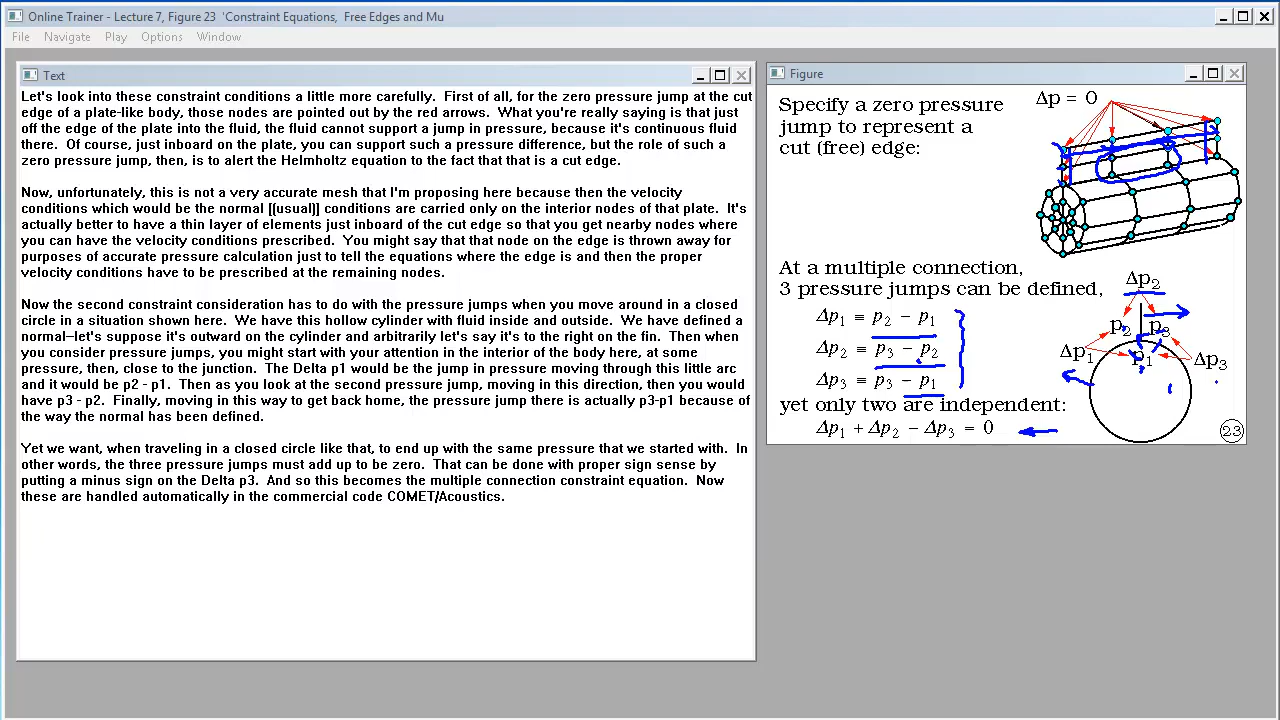 Online Trainer - Lecture 7, Figure 23  'Constraint Equations,  Free Edges and Mu
File Navigate Play Options Window
Text
Let's look into these constraint conditions a little more carefully.  First of all, for the zero pressure jump at the cut
edge of a plate-like body, those nodes are pointed out by the red arrows.  What you're really saying is that just
off the edge of the plate into the fluid, the fluid cannot support a jump in pressure, because it's continuous fluid
there.  Of course, just inboard on the plate, you can support such a pressure difference, but the role of such a
zero pressure jump, then, is to alert the Helmholtz equation to the fact that that is a cut edge.
Now, unfortunately, this is not a very accurate mesh that I'm proposing here because then the velocity
conditions which would be the normal [[usual]] conditions are carried only on the interior nodes of that plate.  It's
actually better to have a thin layer of elements just inboard of the cut edge so that you get nearby nodes where
you can have the velocity conditions prescribed.  You might say that that node on the edge is thrown away for
purposes of accurate pressure calculation just to tell the equations where the edge is and then the proper
velocity conditions have to be prescribed at the remaining nodes.
Now the second constraint consideration has to do with the pressure jumps when you move around in a closed
circle in a situation shown here.  We have this hollow cylinder with fluid inside and outside.  We have defined a
normal--let's suppose it's outward on the cylinder and arbitrarily let's say it's to the right on the fin.  Then when
you consider pressure jumps, you might start with your attention in the interior of the body here, at some
pressure, then, close to the junction.  The Delta p1 would be the jump in pressure moving through this little arc
and it would be p2 - p1.  Then as you look at the second pressure jump, moving in this direction, then you would
have p3 - p2.  Finally, moving in this way to get back home, the pressure jump there is actually p3-p1 because of
the way the normal has been defined.
Yet we want, when traveling in a closed circle like that, to end up with the same pressure that we started with.  In
other words, the three pressure jumps must add up to be zero.  That can be done with proper sign sense by
putting a minus sign on the Delta p3.  And so this becomes the multiple connection constraint equation.  Now
these are handled automatically in the commercial code COMET/Acoustics.
Figure
Specify a zero pressure
jump to represent a
cut (free) edge:
Δp = 0
At a multiple connection,
3 pressure jumps can be defined,
Δp₁ = p₂ − p₁
Δp₂ = p₃ − p₂
Δp₃ = p₃ − p₁
yet only two are independent:
Δp₁ + Δp₂ − Δp₃ = 0
Δp₂
p₂ p₃
Δp₁ p₁ Δp₃
23